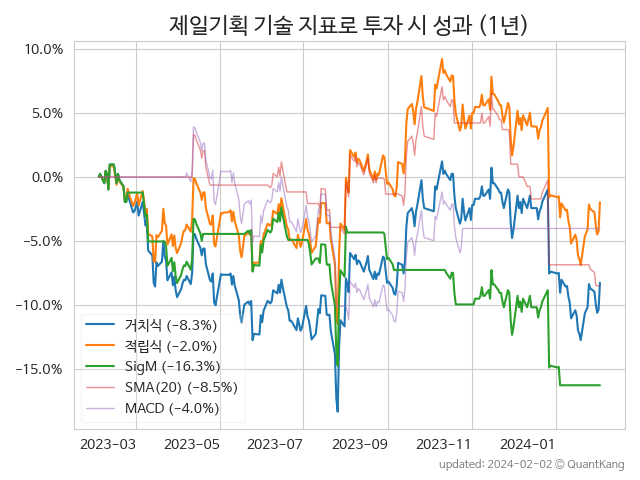 제일기획 기술 지표로 투자 시 성과 (1년)
10.0%
5.0%
0.0%
−5.0%
−10.0%
−15.0%
거치식 (−8.3%)
적립식 (−2.0%)
SigM (−16.3%)
SMA(20) (−8.5%)
MACD (−4.0%)
2023-03 2023-05 2023-07 2023-09 2023-11 2024-01
updated: 2024-02-02 © QuantKang